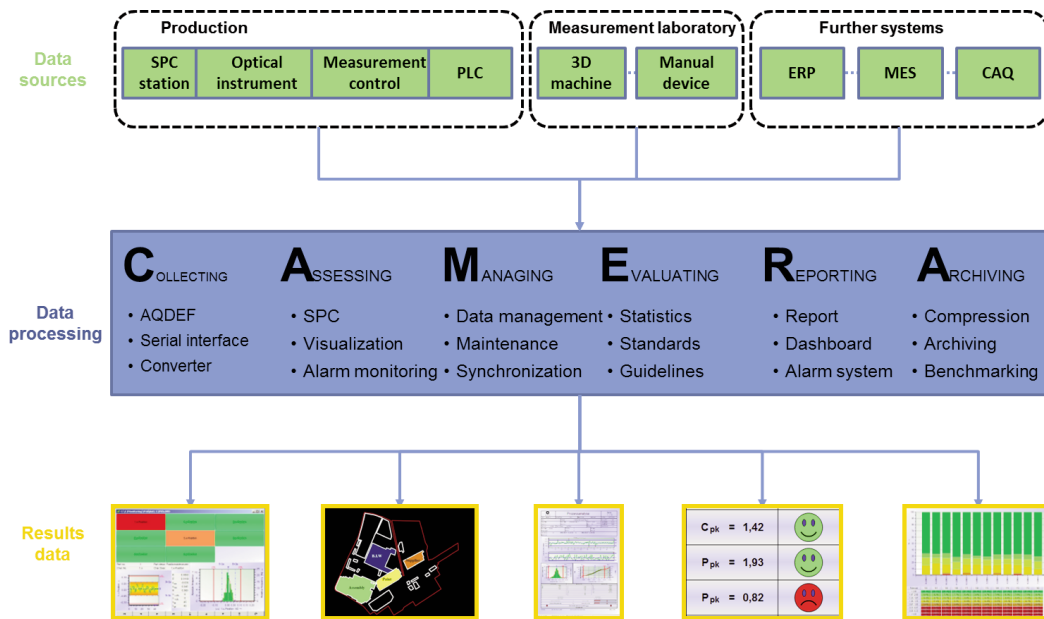 Data
sources
Production
Measurement laboratory
Further systems
SPC
station
Optical
instrument
Measurement
control
PLC
3D
machine
Manual
device
ERP
MES
CAQ
Data
processing
COLLECTING
• AQDEF
• Serial interface
• Converter
ASSESSING
• SPC
• Visualization
• Alarm monitoring
MANAGING
• Data management
• Maintenance
• Synchronization
EVALUATING
• Statistics
• Standards
• Guidelines
REPORTING
• Report
• Dashboard
• Alarm system
ARCHIVING
• Compression
• Archiving
• Benchmarking
Results
data
Cpk = 1,42
Ppk = 1,93
Ppk = 0,82